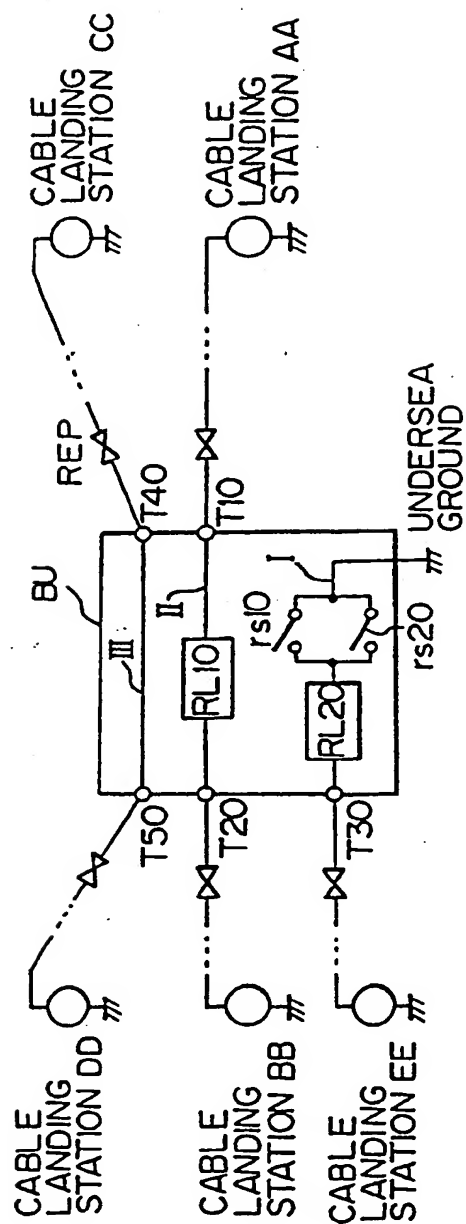 CABLE
LANDING
STATION DD
CABLE
LANDING
STATION CC
BU
REP
III
T50
T40
CABLE
LANDING
STATION BB
CABLE
LANDING
STATION AA
II
RL10
T20
T10
CABLE
LANDING
STATION EE
I
rs10
RL20
rs20
T30
UNDERSEA
GROUND